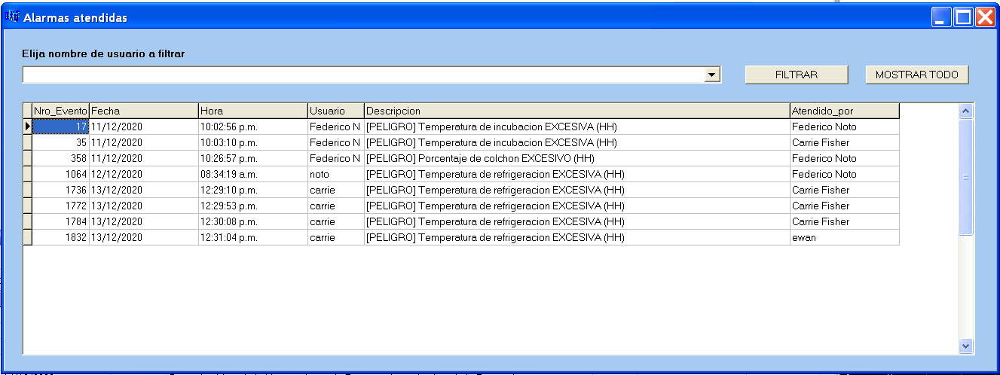 Alarmas atendidas
Elija nombre de usuario a filtrar
FILTRAR MOSTRAR TODO
Nro_Evento Fecha Hora Usuario Descripcion Atendido_por
17 11/12/2020 10:02:56 p.m. Federico N [PELIGRO] Temperatura de incubacion EXCESIVA (HH) Federico Noto
35 11/12/2020 10:03:10 p.m. Federico N [PELIGRO] Temperatura de incubacion EXCESIVA (HH) Carrie Fisher
358 11/12/2020 10:26:57 p.m. Federico N [PELIGRO] Porcentaje de colchon EXCESIVO (HH) Federico Noto
1064 12/12/2020 08:34:19 a.m. noto [PELIGRO] Temperatura de refrigeracion EXCESIVA (HH) Federico Noto
1736 13/12/2020 12:29:10 p.m. carrie [PELIGRO] Temperatura de refrigeracion EXCESIVA (HH) Carrie Fisher
1772 13/12/2020 12:29:53 p.m. carrie [PELIGRO] Temperatura de refrigeracion EXCESIVA (HH) Carrie Fisher
1784 13/12/2020 12:30:08 p.m. carrie [PELIGRO] Temperatura de refrigeracion EXCESIVA (HH) Carrie Fisher
1832 13/12/2020 12:31:04 p.m. carrie [PELIGRO] Temperatura de refrigeracion EXCESIVA (HH) ewan